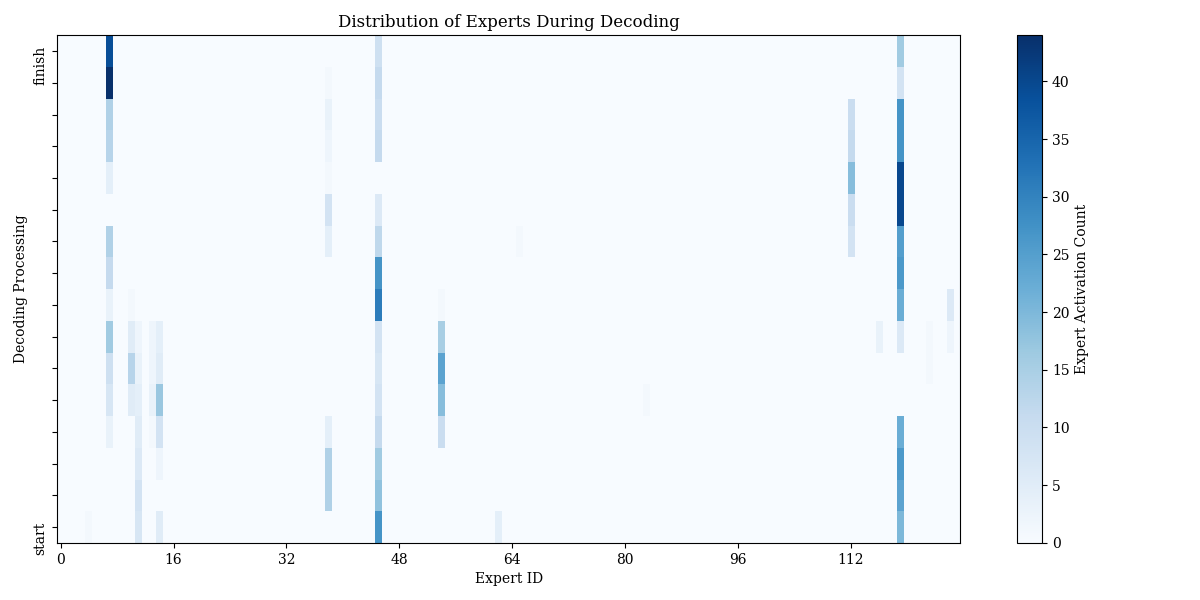 Distribution of Experts During Decoding
finish
Decoding Processing
start
0 16 32 48 64 80 96 112
Expert ID
40
35
30
25
20
15
10
5
0
Expert Activation Count